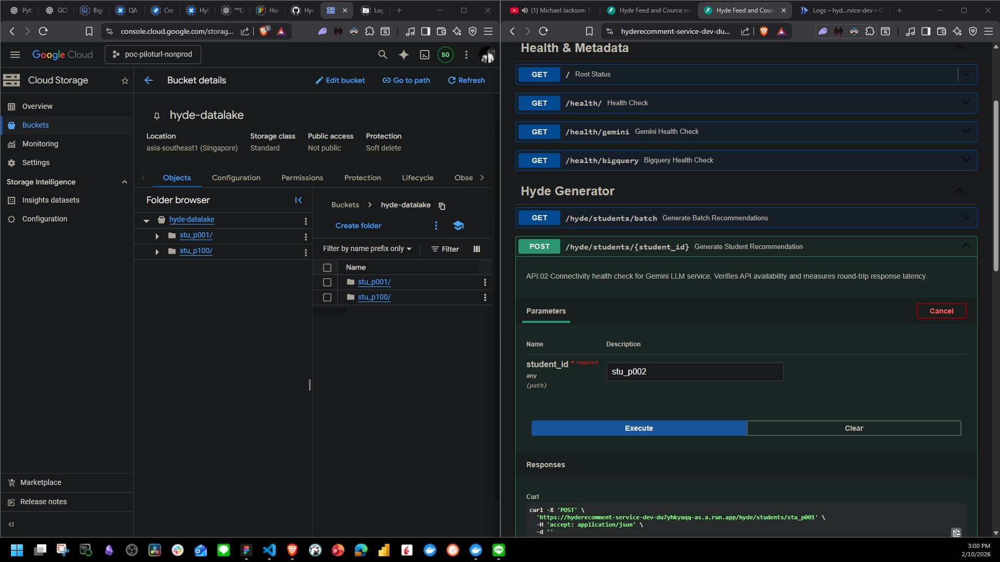 Pyt
GCI
Big
QA
Cre
Hyl
**C
Hov
Hyc
Log
console.cloud.google.com/storag...
1
Google Cloud
poc-piloturl-nonprod
50
Cloud Storage
Bucket details
Edit bucket
Go to path
Refresh
Overview
Buckets
Monitoring
Settings
Storage Intelligence
Insights datasets
Configuration
Marketplace
Release notes
hyde-datalake
Location
Storage class
Public access
Protection
asia-southeast1 (Singapore)
Standard
Not public
Soft delete
Objects
Configuration
Permissions
Protection
Lifecycle
Obse
Folder browser
hyde-datalake
stu_p001/
stu_p100/
Buckets
hyde-datalake
Create folder
Filter by name prefix only
Filter
Name
stu_p001/
stu_p100/
(1) Michael Jackson: T
Hyde Feed and Cource re
Hyde Feed and Cour
Logs – hyd...rvice-dev – C
hyderecomment-service-dev-du...
Health & Metadata
GET / Root Status
GET /health/ Health Check
GET /health/gemini Gemini Health Check
GET /health/bigquery Bigquery Health Check
Hyde Generator
GET /hyde/students/batch Generate Batch Recommendations
POST /hyde/students/{student_id} Generate Student Recommendation
API:02 Connectivity health check for Gemini LLM service. Verifies API availability and measures round-trip response latency.
Parameters
Cancel
Name
Description
student_id * required
any
(path)
stu_p002
Execute
Clear
Responses
Curl
curl -X 'POST' \
'https://hyderecomment-service-dev-du7yhkyaqq-as.a.run.app/hyde/students/stu_p001' \
-H 'accept: application/json' \
-d ''
3:00 PM
2/10/2026